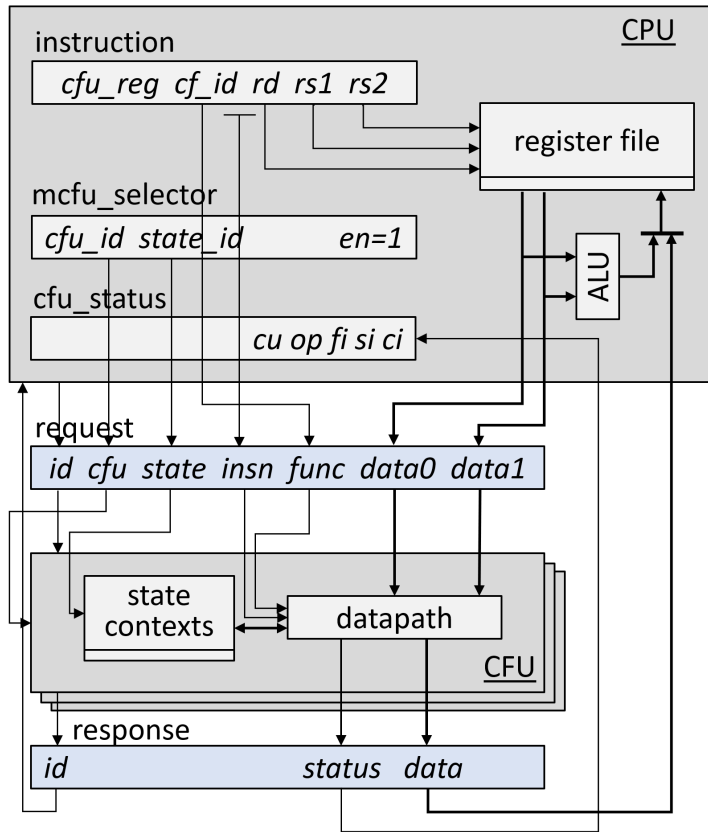 CPU
instruction
cfu_reg cf_id rd rs1 rs2
register file
mcfu_selector
cfu_id state_id en=1
ALU
cfu_status
cu op fi si ci
request
id cfu state insn func data0 data1
state
contexts
datapath
CFU
response
id status data